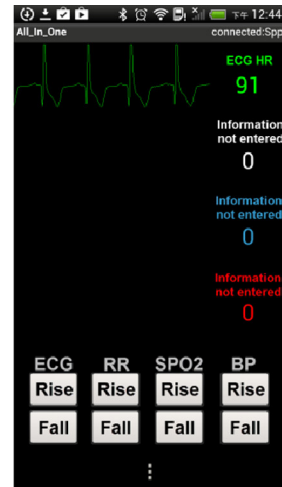 下午 12:44
All_In_One connected:Spp
ECG HR
91
Information
not entered
0
Information
not entered
0
Information
not entered
0
ECG RR SPO2 BP
Rise Rise Rise Rise
Fall Fall Fall Fall